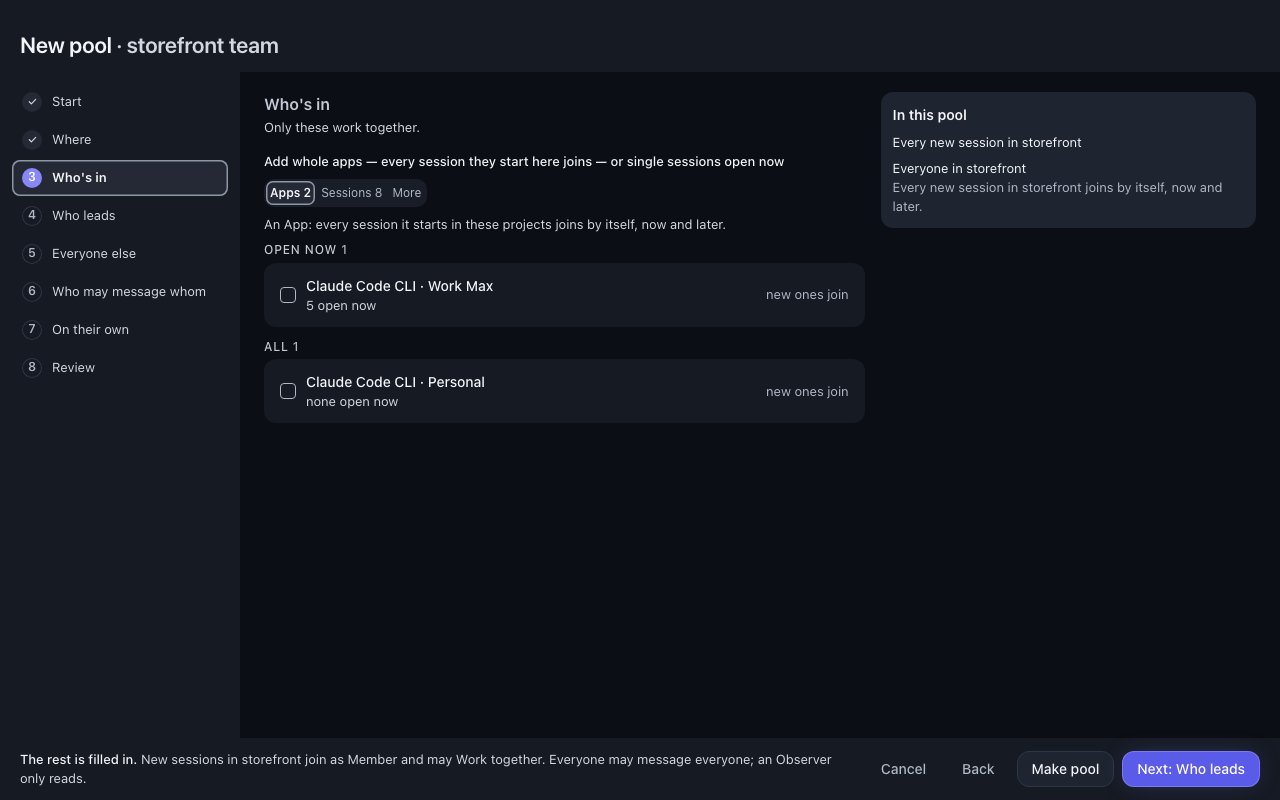 New pool · storefront team
Start
Where
3 Who's in
4 Who leads
5 Everyone else
6 Who may message whom
7 On their own
8 Review
Who's in
Only these work together.
Add whole apps — every session they start here joins — or single sessions open now
Apps 2 Sessions 8 More
An App: every session it starts in these projects joins by itself, now and later.
OPEN NOW 1
Claude Code CLI · Work Max
5 open now
new ones join
ALL 1
Claude Code CLI · Personal
none open now
new ones join
In this pool
Every new session in storefront
Everyone in storefront
Every new session in storefront joins by itself, now and
later.
The rest is filled in. New sessions in storefront join as Member and may Work together. Everyone may message everyone; an Observer
only reads.
Cancel Back Make pool Next: Who leads